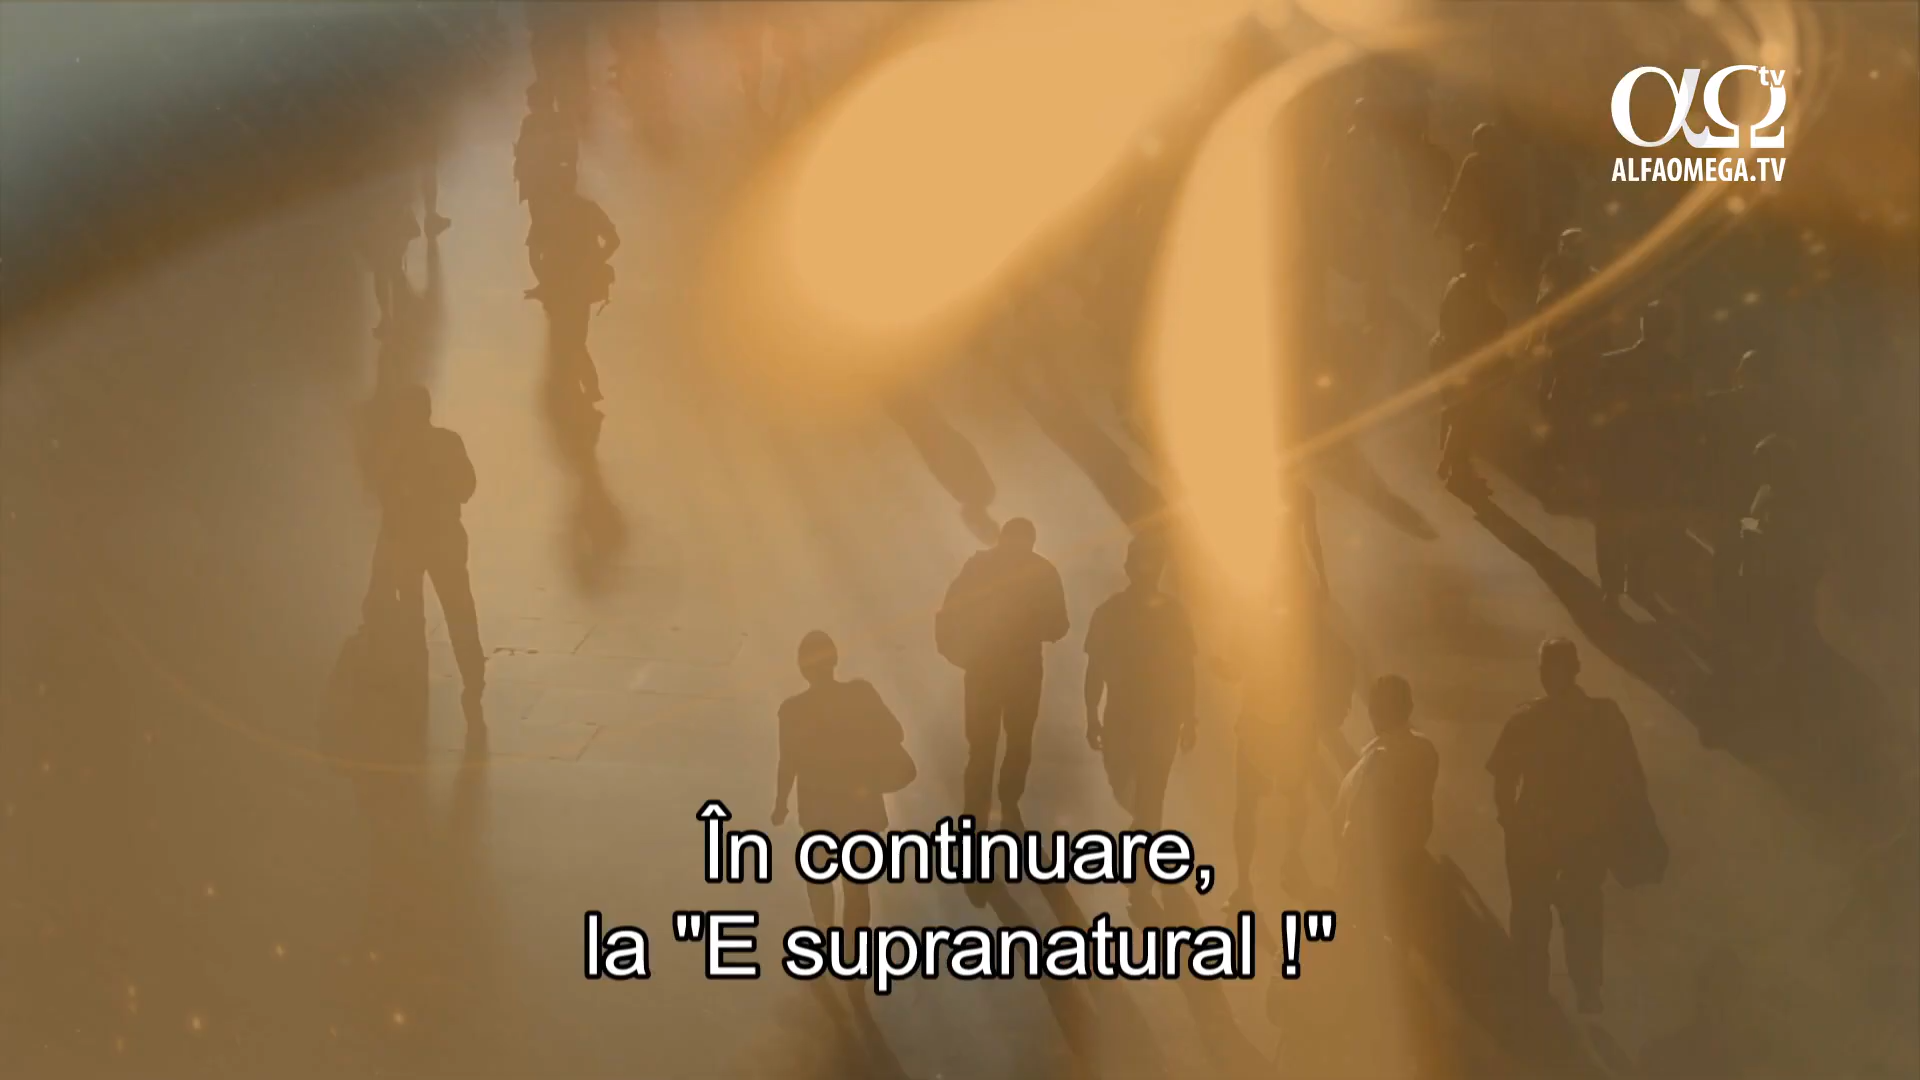 αΩ tv
ALFAOMEGA.TV
În continuare,
la "E supranatural !"